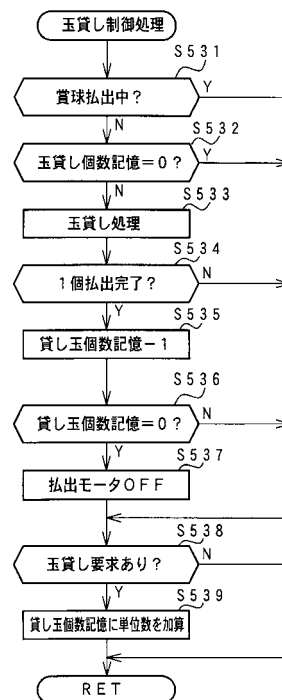 玉貸し制御処理
S531
賞球払出中?
Y
N
S532
玉貸し個数記憶=0?
Y
N
S533
玉貸し処理
S534
1個払出完了?
N
Y
S535
貸し玉個数記憶-1
S536
貸し玉個数記憶=0?
N
Y
S537
払出モータOFF
S538
玉貸し要求あり?
N
Y
S539
貸し玉個数記憶に単位数を加算
RET